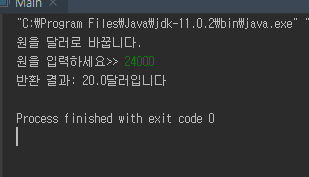 Main
"C:₩Program Files₩Java₩jdk-11.0.2₩bin₩java.exe" "
원을 달러로 바꿉니다.
원을 입력하세요>> 24000
반환 결과: 20.0달러입니다
Process finished with exit code 0